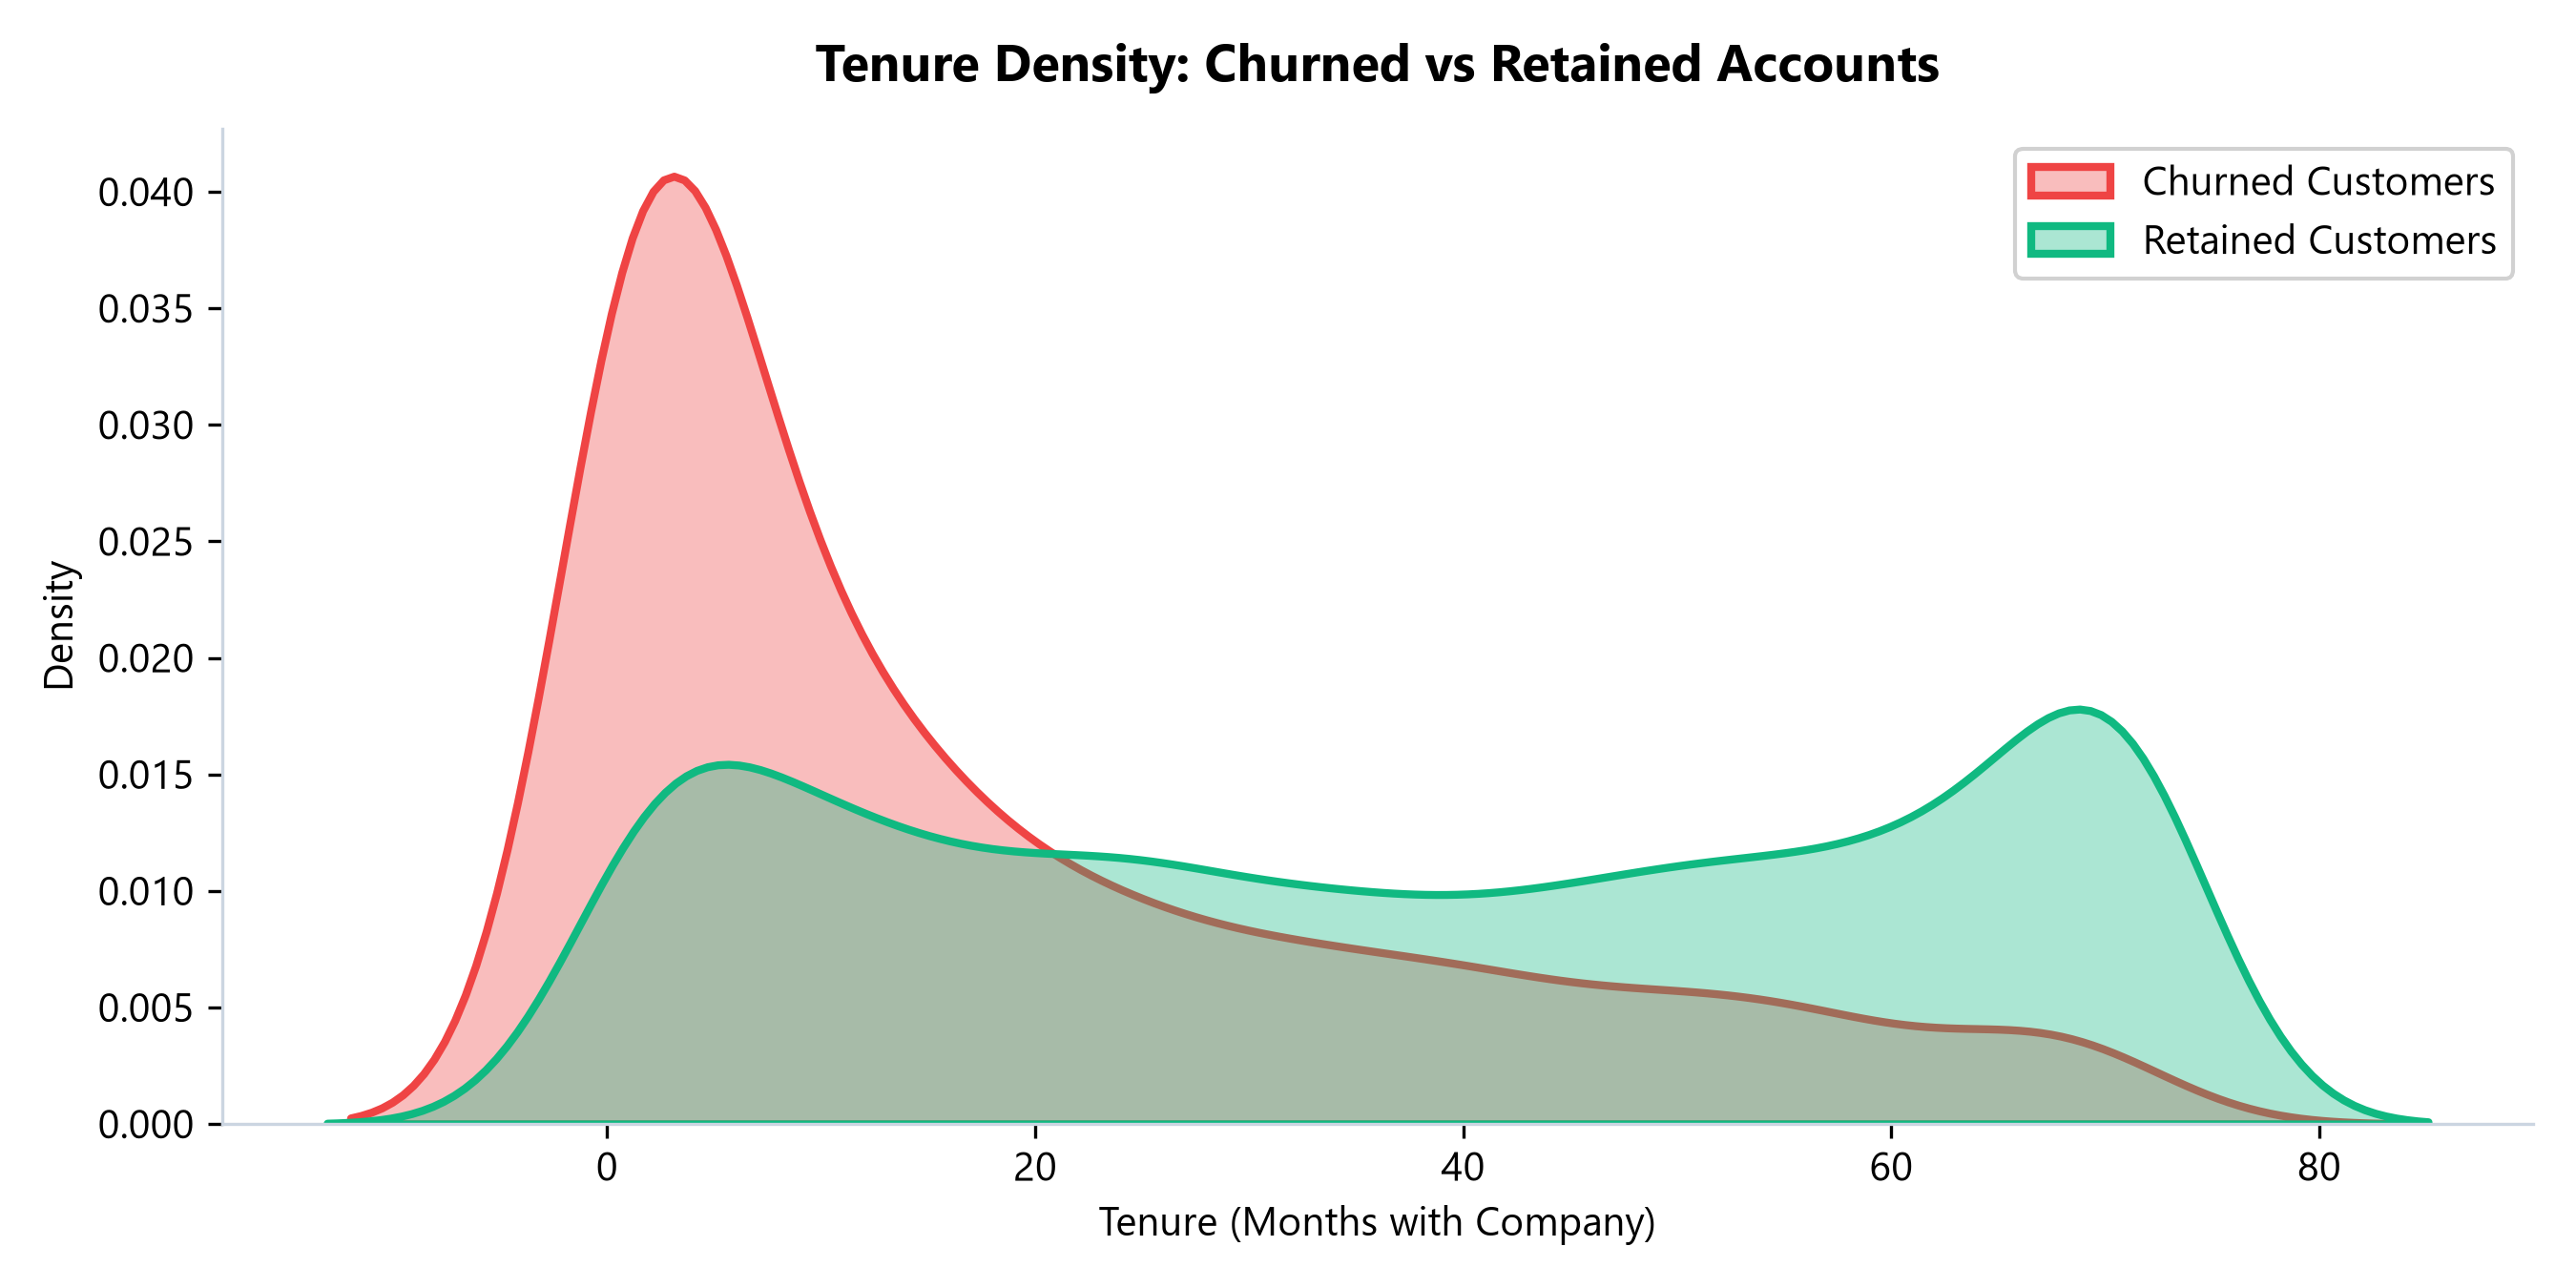 Tenure Density: Churned vs Retained Accounts
Churned Customers
Retained Customers
Density
0.040
0.035
0.030
0.025
0.020
0.015
0.010
0.005
0.000
0 20 40 60 80
Tenure (Months with Company)